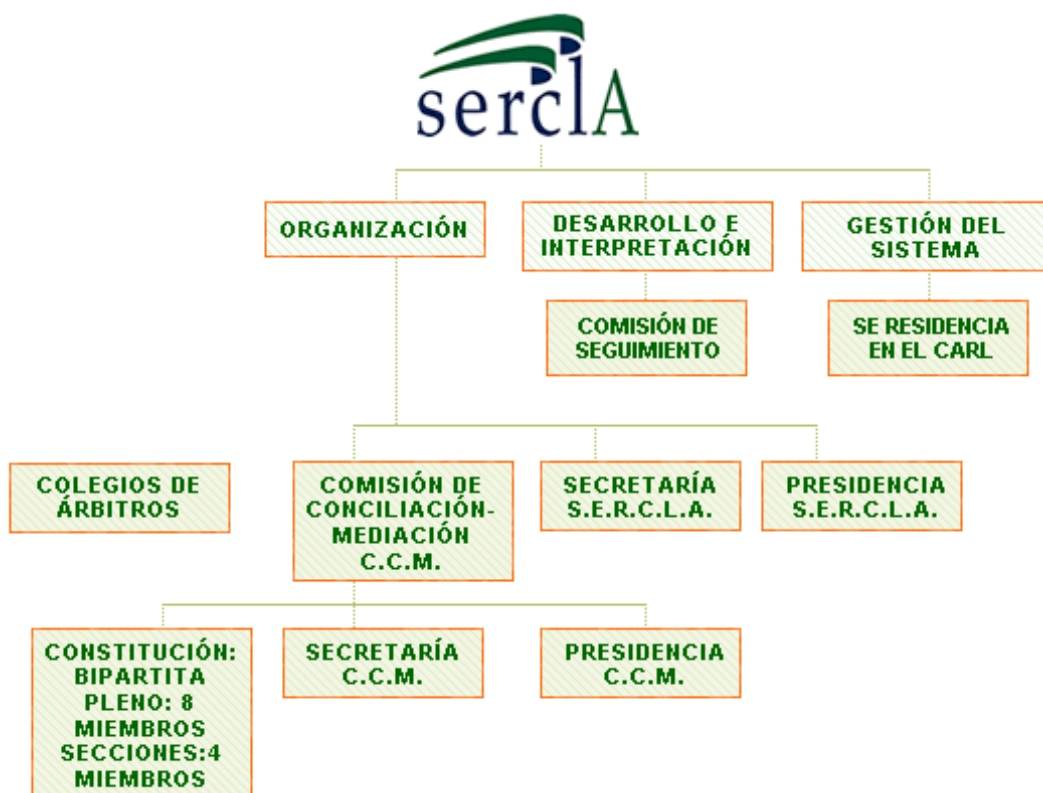 serclA
ORGANIZACIÓN
DESARROLLO E
INTERPRETACIÓN
GESTIÓN DEL
SISTEMA
COMISIÓN DE
SEGUIMIENTO
SE RESIDENCIA
EN EL CARL
COLEGIOS DE
ÁRBITROS
COMISIÓN DE
CONCILIACIÓN-
MEDIACIÓN
C.C.M.
SECRETARÍA
S.E.R.C.L.A.
PRESIDENCIA
S.E.R.C.L.A.
CONSTITUCIÓN:
BIPARTITA
PLENO: 8
MIEMBROS
SECCIONES:4
MIEMBROS
SECRETARÍA
C.C.M.
PRESIDENCIA
C.C.M.